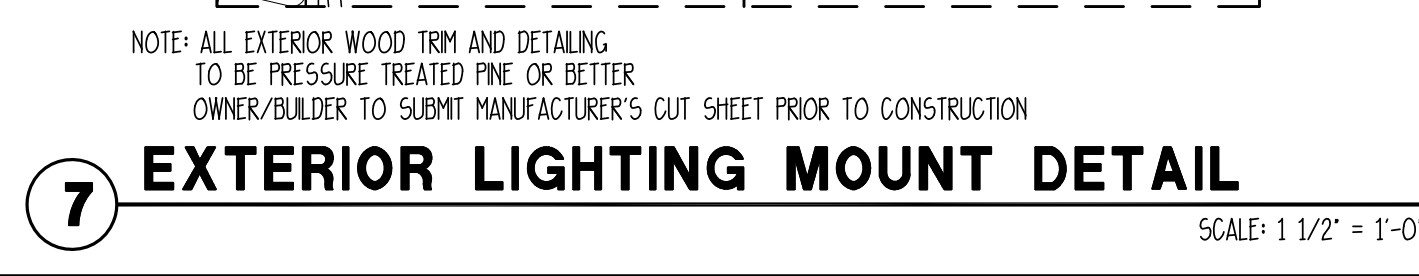 NOTE: ALL EXTERIOR WOOD TRIM AND DETAILING
TO BE PRESSURE TREATED PINE OR BETTER
OWNER/BUILDER TO SUBMIT MANUFACTURER'S CUT SHEET PRIOR TO CONSTRUCTION
7 EXTERIOR LIGHTING MOUNT DETAIL
SCALE: 1 1/2" = 1'-0"